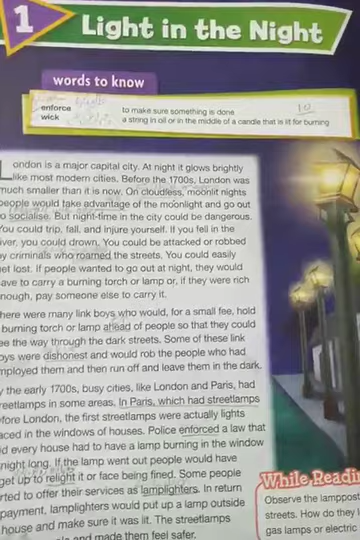 1
Light in the Night
words to know
enforce to make sure something is done
wick a string in oil or in the middle of a candle that is lit for burning
10
London is a major capital city. At night it glows brightly
like most modern cities. Before the 1700s, London was
much smaller than it is now. On cloudless, moonlit nights
people would take advantage of the moonlight and go out
o socialise. But night-time in the city could be dangerous.
You could trip, fall, and injure yourself. If you fell in the
iver, you could drown. You could be attacked or robbed
y criminals who roamed the streets. You could easily
et lost. If people wanted to go out at night, they would
ave to carry a burning torch or lamp or, if they were rich
nough, pay someone else to carry it.
here were many link boys who would, for a small fee, hold
burning torch or lamp ahead of people so that they could
ee the way through the dark streets. Some of these link
oys were dishonest and would rob the people who had
mployed them and then run off and leave them in the dark.
y the early 1700s, busy cities, like London and Paris, had
reetlamps in some areas. In Paris, which had streetlamps
efore London, the first streetlamps were actually lights
aced in the windows of houses. Police enforced a law that
id every house had to have a lamp burning in the window
night long. If the lamp went out people would have
get up to relight it or face being fined. Some people
rted to offer their services as lamplighters. In return
payment, lamplighters would put up a lamp outside
house and make sure it was lit. The streetlamps
and made them feel safer.
While Readin
Observe the lamppos
streets. How do they l
gas lamps or electric